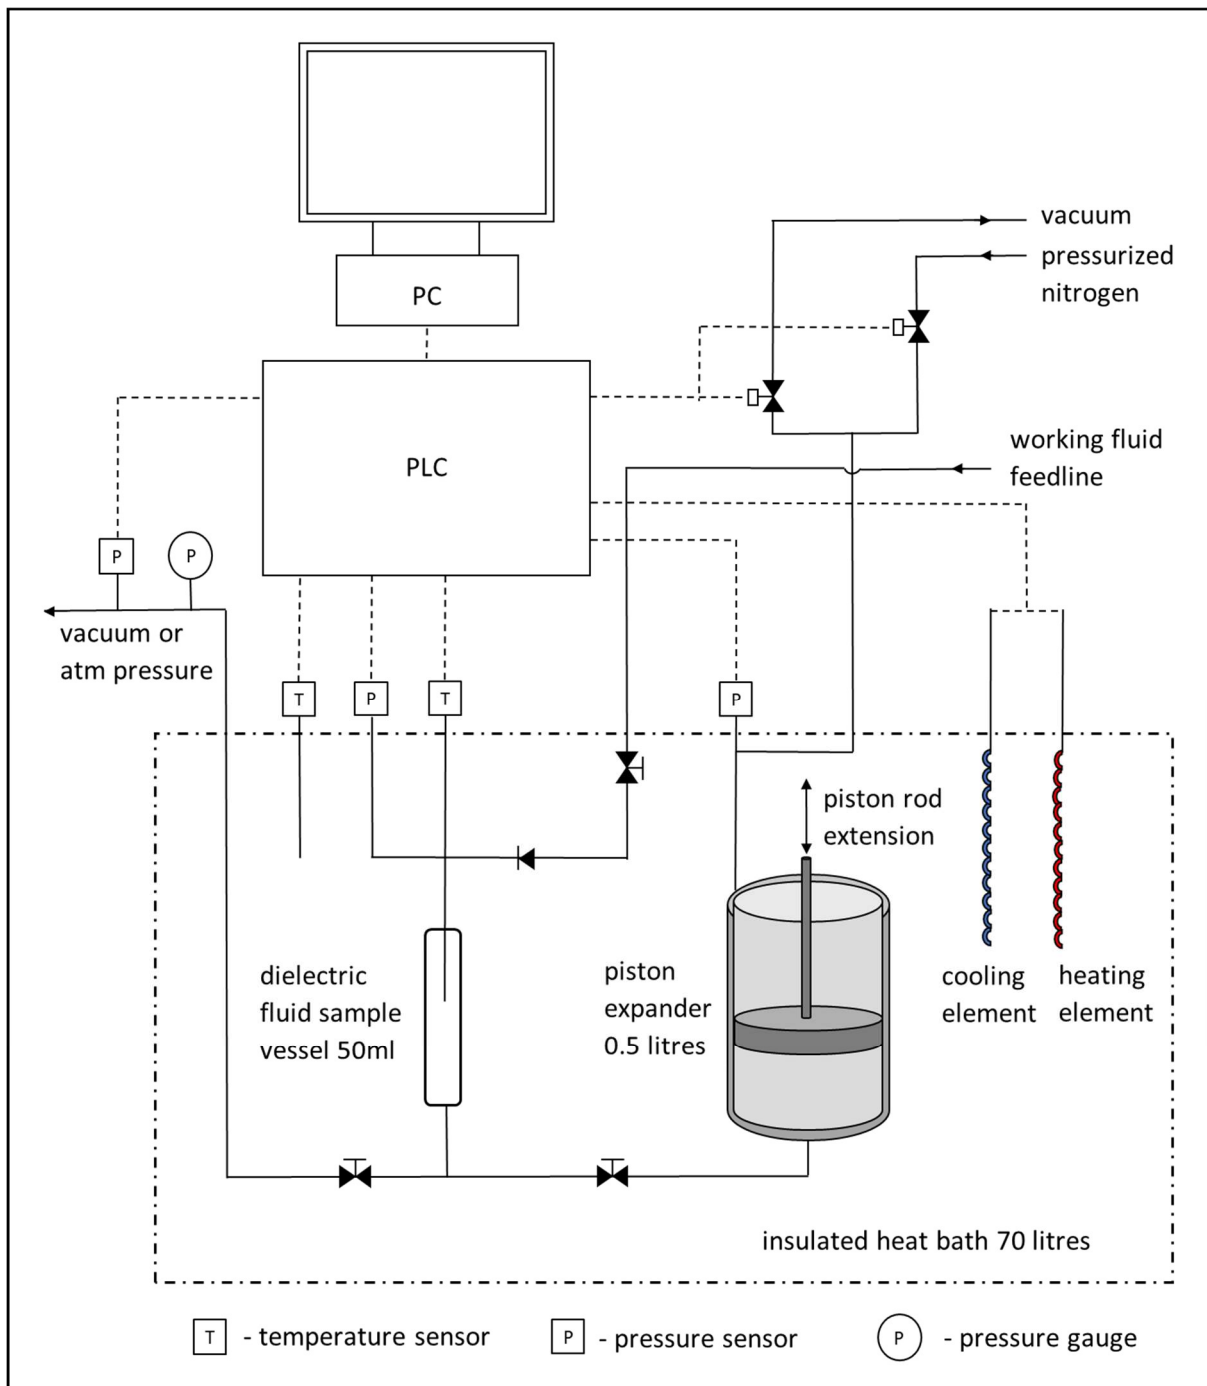 PC
vacuum
pressurized
nitrogen
PLC
working fluid
feedline
P
P
vacuum or
atm pressure
T
P
T
P
piston rod
extension
dielectric
fluid sample
vessel 50ml
piston
expander
0.5 litres
cooling
element
heating
element
insulated heat bath 70 litres
T - temperature sensor
P - pressure sensor
P - pressure gauge